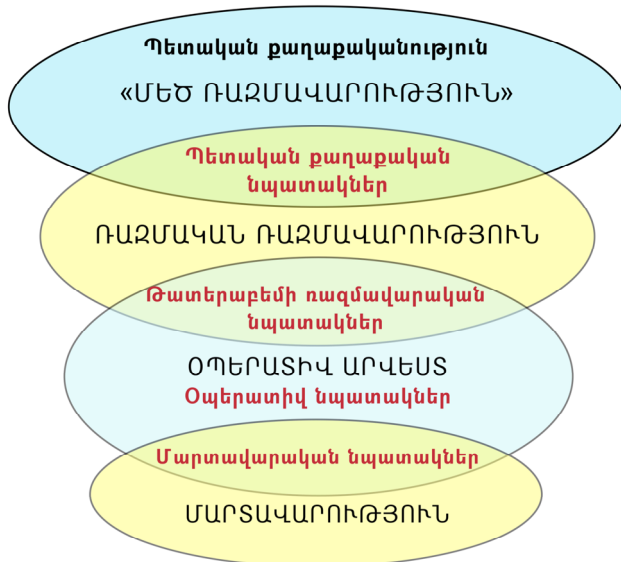 Պետական քաղաքականություն
«ՄԵԾ ՌԱԶՄԱՎԱՐՈՒԹՅՈՒՆ»
Պետական քաղաքական
նպատակներ
ՌԱԶՄԱԿԱՆ ՌԱԶՄԱՎԱՐՈՒԹՅՈՒՆ
Թատերաբեմի ռազմավարական
նպատակներ
ՕՊԵՐԱՏԻՎ ԱՐՎԵՍՏ
Օպերատիվ նպատակներ
Մարտավարական նպատակներ
ՄԱՐՏԱՎԱՐՈՒԹՅՈՒՆ